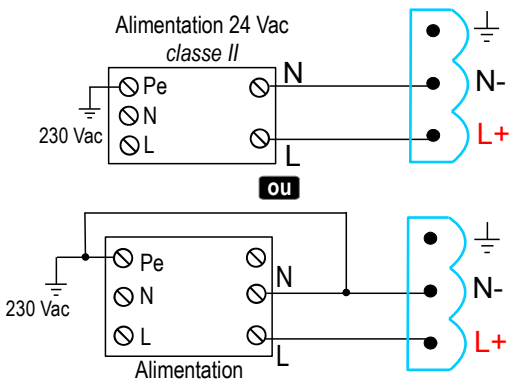 Alimentation 24 Vac
classe II
Pe
N
L
230 Vac
N
L
N-
L+
ou
Pe
N
L
230 Vac
N
L
N-
L+
Alimentation